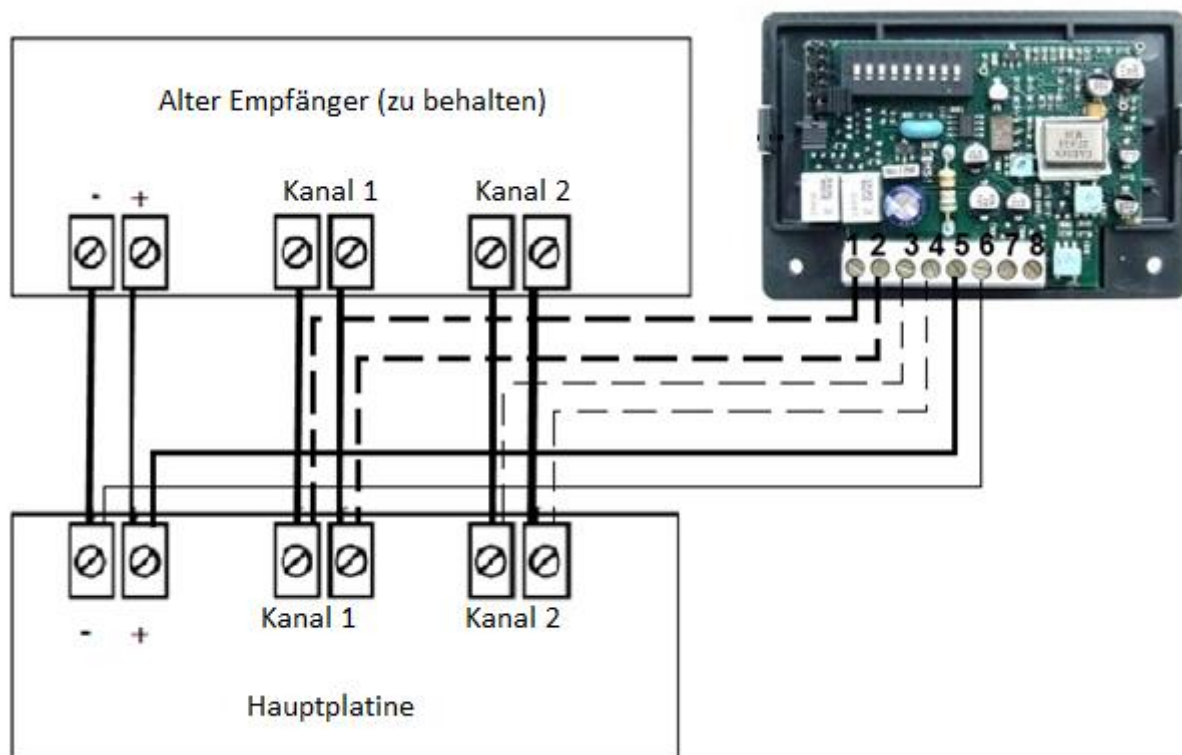 Alter Empfänger (zu behalten)
- +
Kanal 1
Kanal 2
1 2 3 4 5 6 7 8
Kanal 1
Kanal 2
- +
Hauptplatine